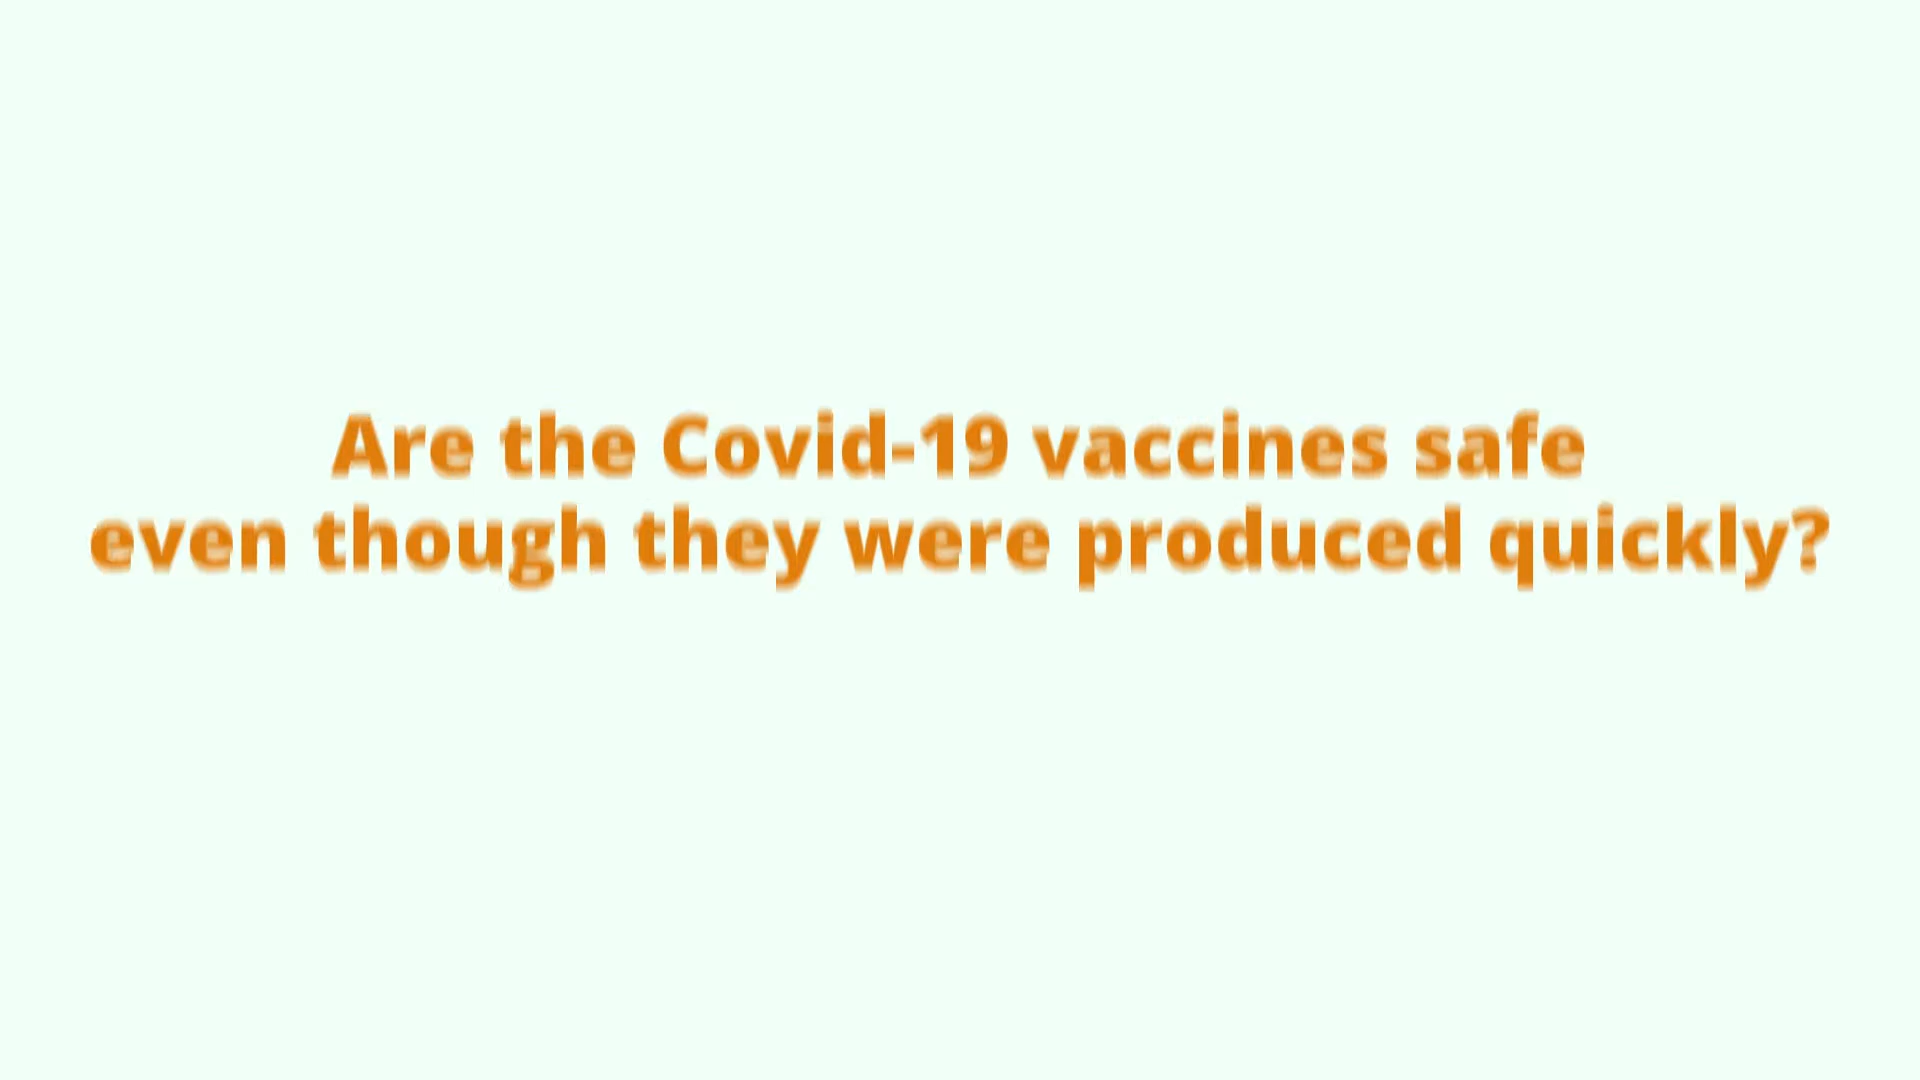 Are the Covid-19 vaccines safe
even though they were produced quickly?